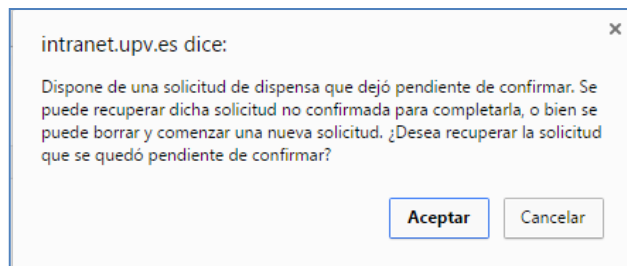 intranet.upv.es dice:
Dispone de una solicitud de dispensa que dejó pendiente de confirmar. Se
puede recuperar dicha solicitud no confirmada para completarla, o bien se
puede borrar y comenzar una nueva solicitud. ¿Desea recuperar la solicitud
que se quedó pendiente de confirmar?
Aceptar Cancelar